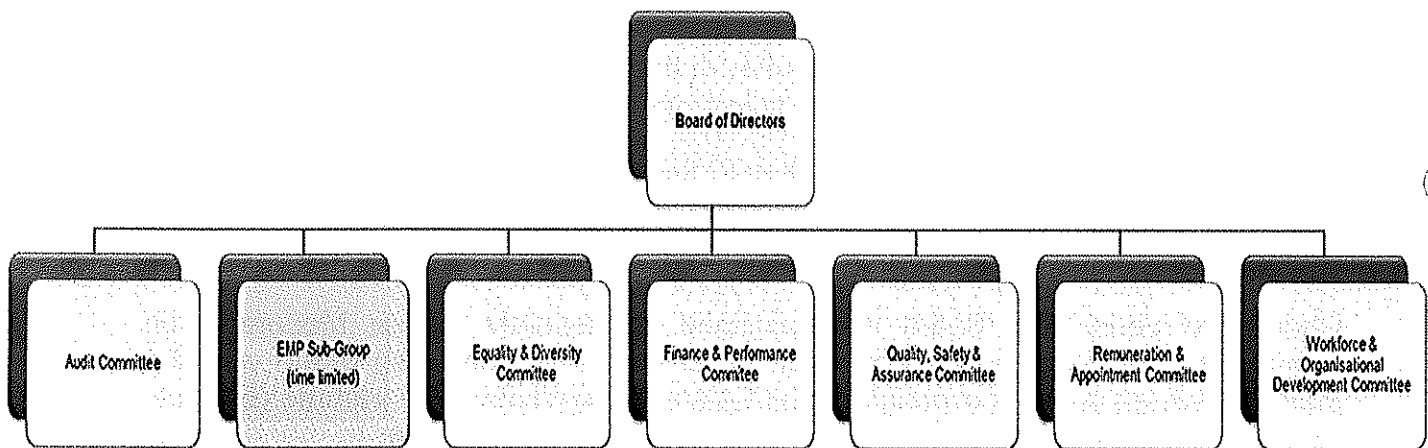 Board of Directors
Audit Committee
EMP Sub-Group
(time limited)
Equality & Diversity
Committee
Finance & Performance
Commitee
Quality, Safety &
Assurance Committee
Remuneration &
Appointment Committee
Workforce &
Organisational
Development Committee